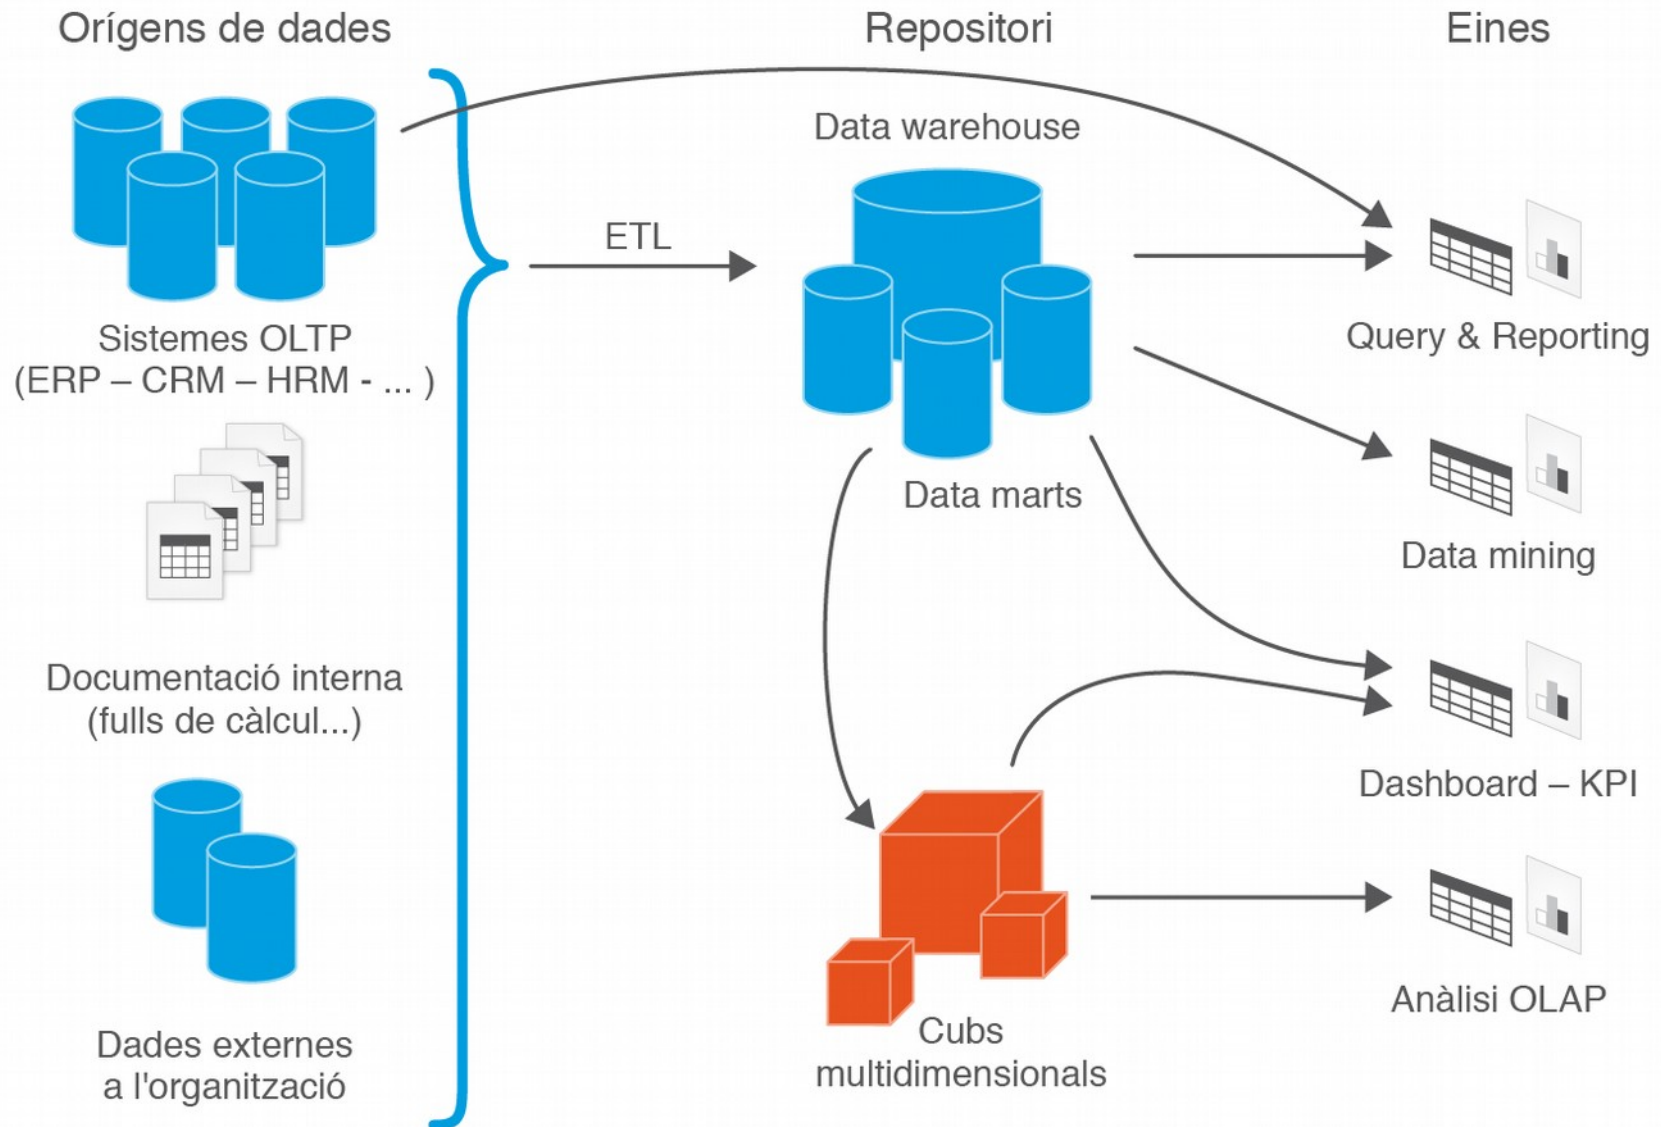 Orígens de dades
Repositori
Eines
Data warehouse
ETL
Sistemes OLTP
(ERP – CRM – HRM - ... )
Query & Reporting
Data marts
Data mining
Documentació interna
(fulls de càlcul...)
Dashboard – KPI
Anàlisi OLAP
Dades externes
a l'organització
Cubs
multidimensionals